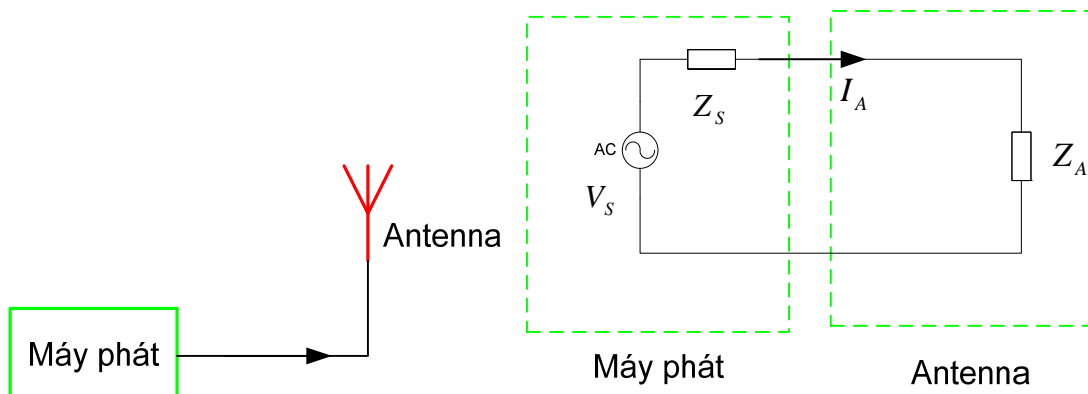 Máy phát
Antenna
AC
V_S
Z_S
I_A
Z_A
Máy phát
Antenna